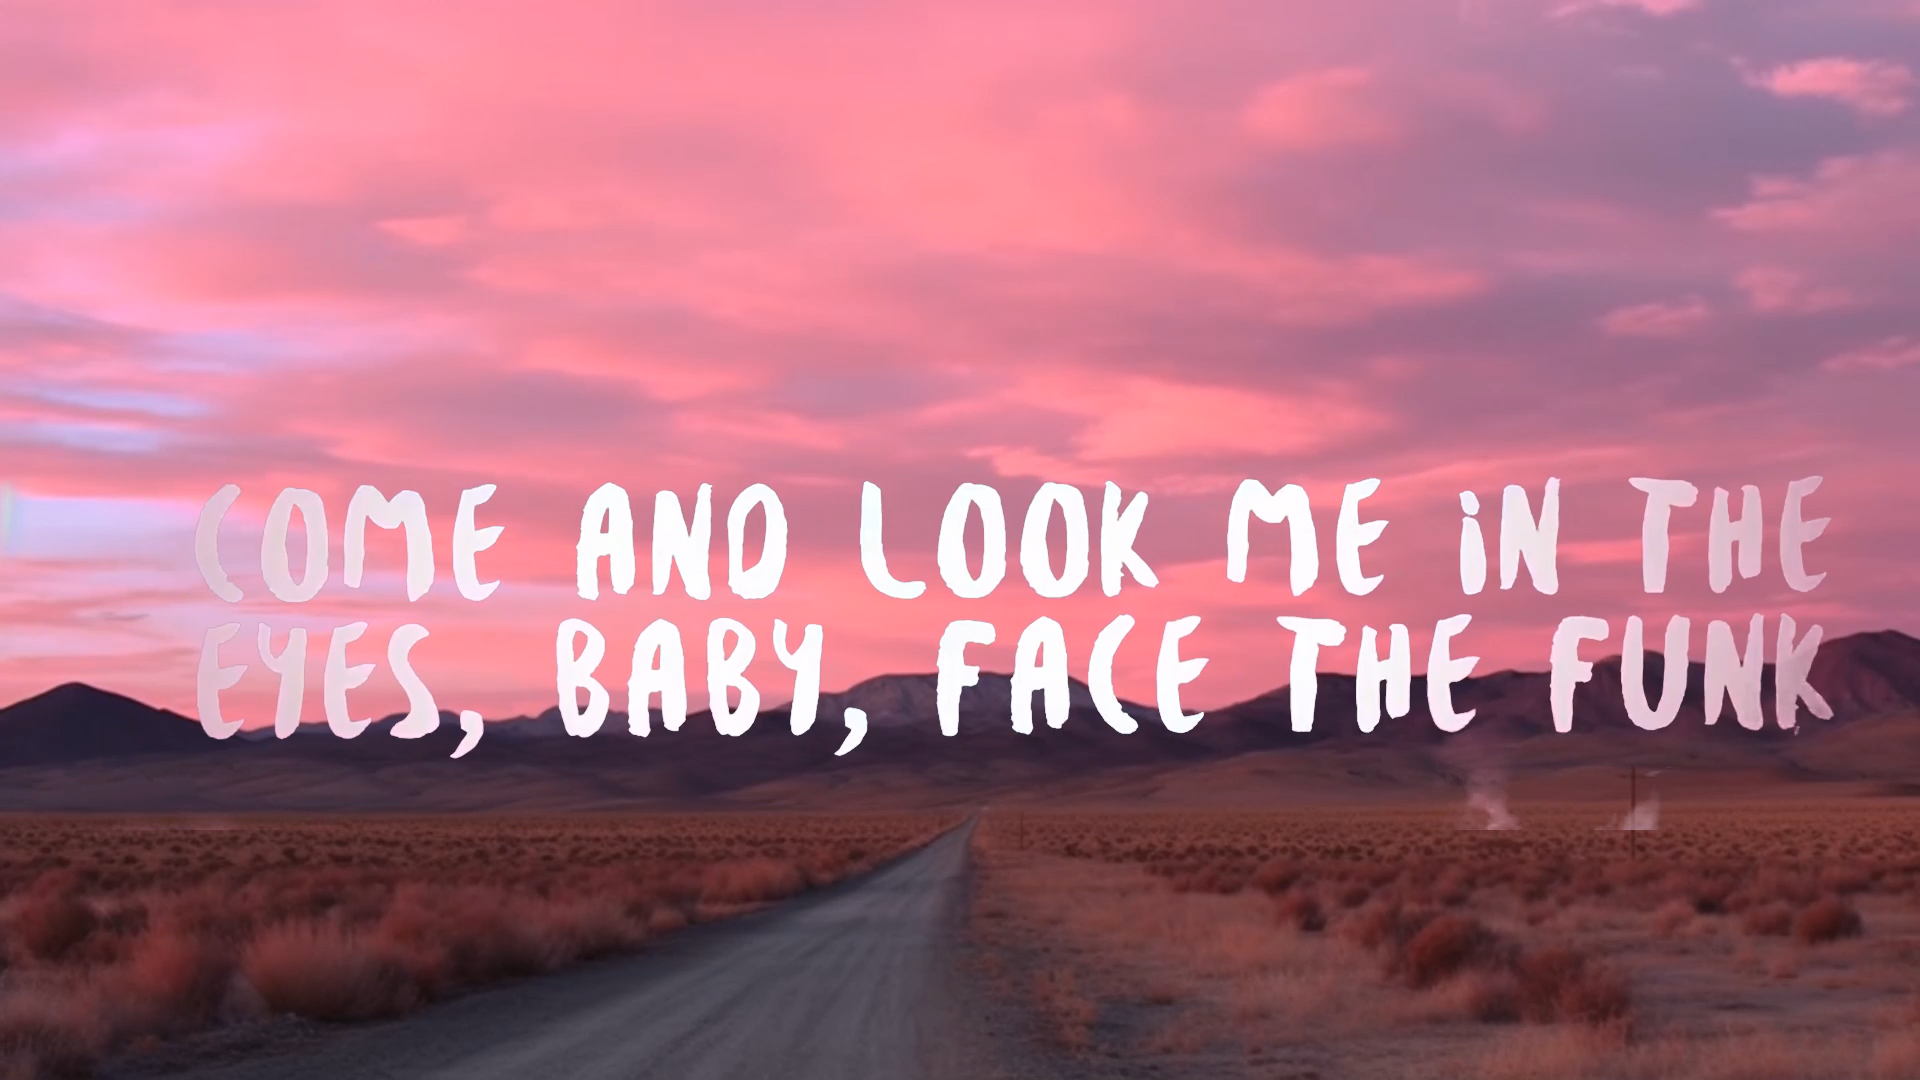 COME AND LOOK ME iN THE
EYES, BABY, FACE THE FUNK